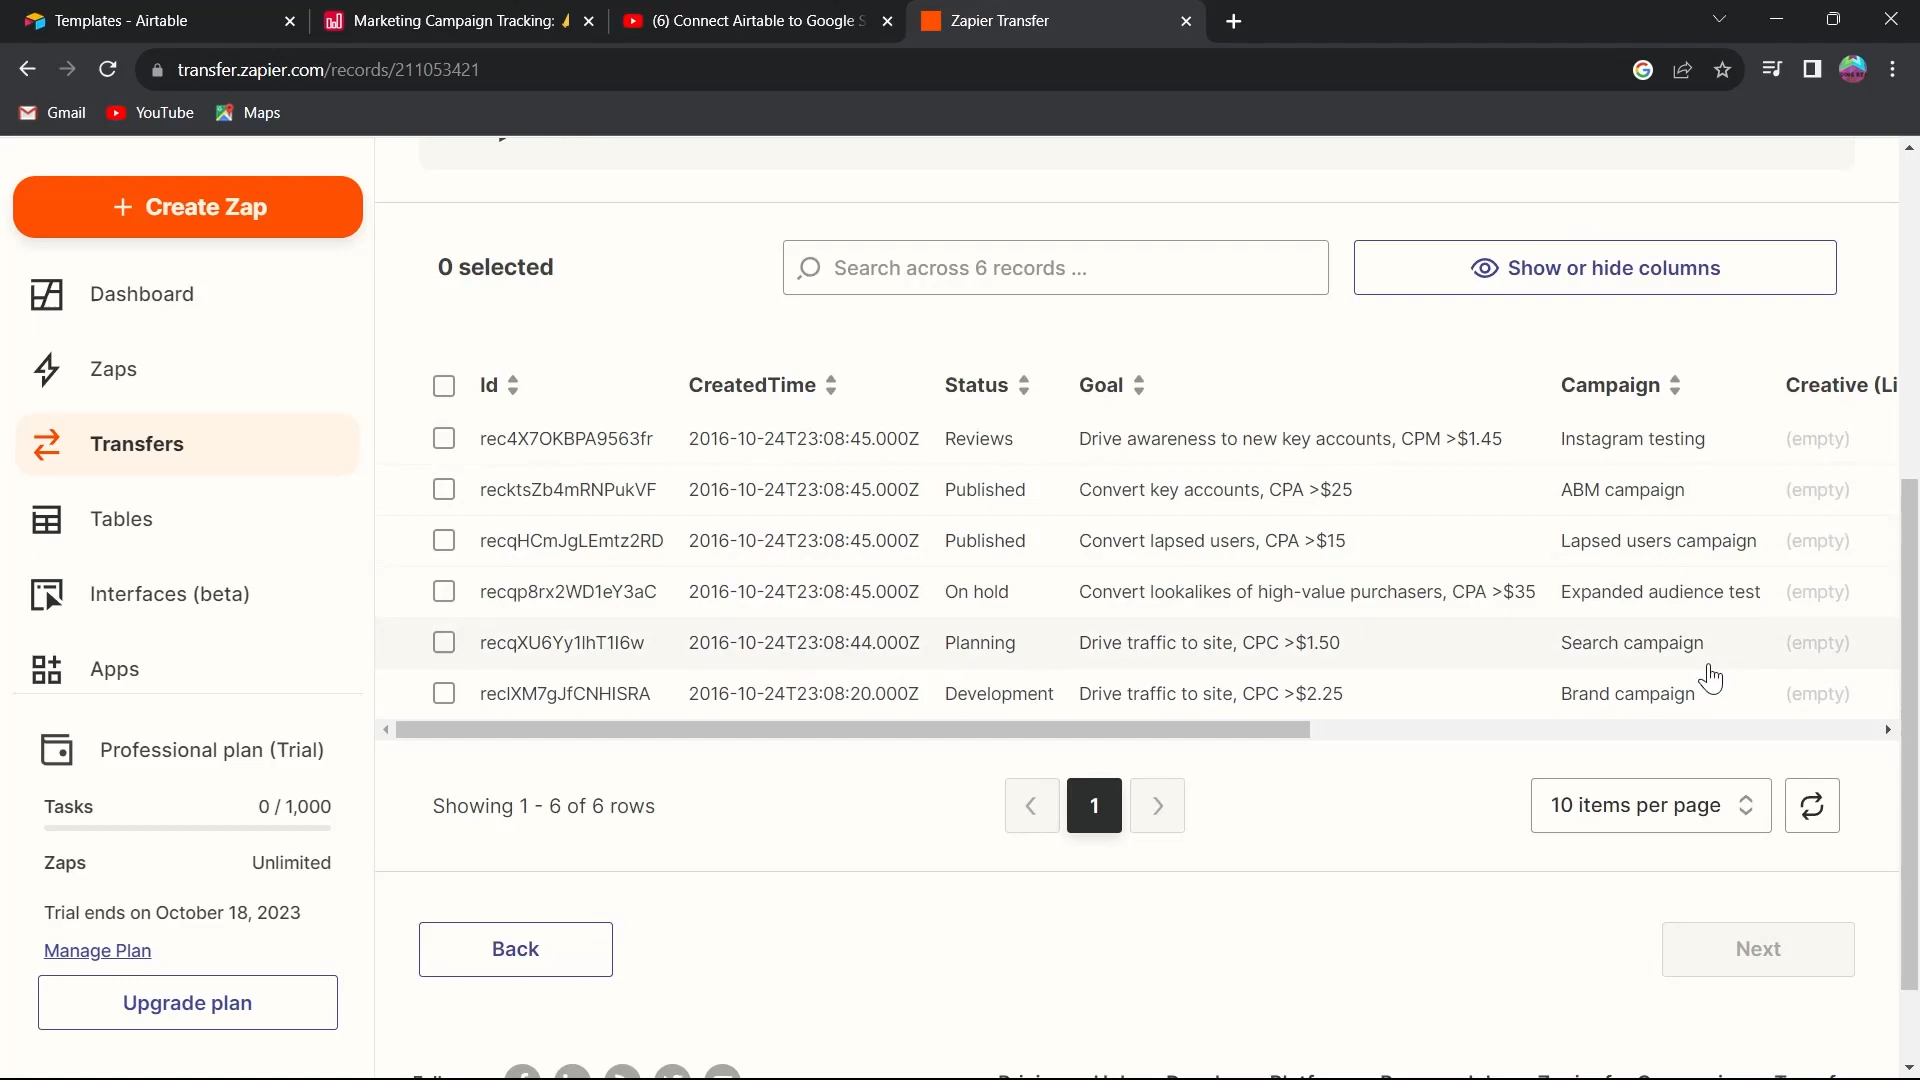 Templates - Airtable
Marketing Campaign Tracking:
(6) Connect Airtable to Google S
Zapier Transfer
transfer.zapier.com/records/211053421
Gmail
YouTube
Maps
+ Create Zap
Dashboard
Zaps
Transfers
Tables
Interfaces (beta)
Apps
Professional plan (Trial)
Tasks 0 / 1,000
Zaps Unlimited
Trial ends on October 18, 2023
Manage Plan
Upgrade plan
0 selected
Search across 6 records ...
Show or hide columns
Id CreatedTime Status Goal Campaign Creative (Li
rec4X7OKBPA9563fr 2016-10-24T23:08:45.000Z Reviews Drive awareness to new key accounts, CPM >$1.45 Instagram testing (empty)
recktsZb4mRNPukVF 2016-10-24T23:08:45.000Z Published Convert key accounts, CPA >$25 ABM campaign (empty)
recqHCmJgLEmtz2RD 2016-10-24T23:08:45.000Z Published Convert lapsed users, CPA >$15 Lapsed users campaign (empty)
recqp8rx2WD1eY3aC 2016-10-24T23:08:45.000Z On hold Convert lookalikes of high-value purchasers, CPA >$35 Expanded audience test (empty)
2016-10-24T23:08:44.000Z Planning Drive traffic to site, CPC >$1.50 Search campaign (empty)
2016-10-24T23:08:20.000Z Development Drive traffic to site, CPC >$2.25 Brand campaign (empty)
Showing 1 - 6 of 6 rows
1
10 items per page
Back
Next